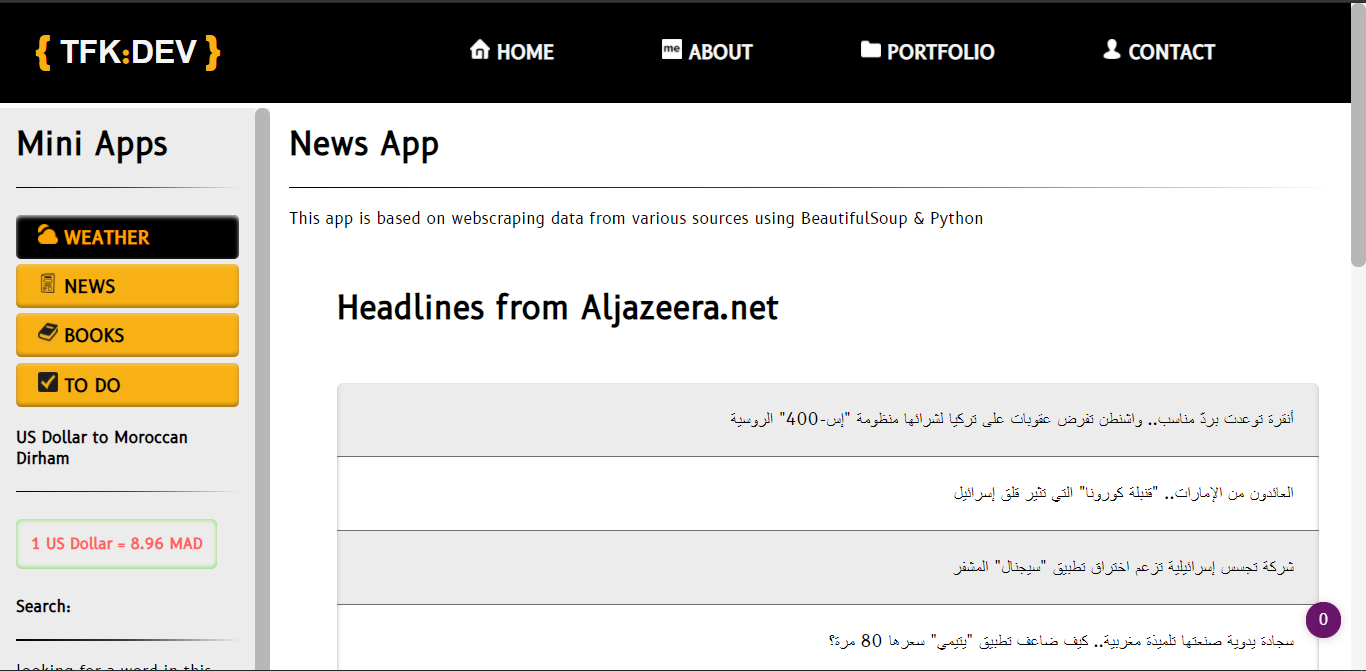 { TFK:DEV }
HOME
me ABOUT
PORTFOLIO
CONTACT
Mini Apps
WEATHER
NEWS
BOOKS
TO DO
US Dollar to Moroccan
Dirham
1 US Dollar = 8.96 MAD
Search:
looking for a word in this
News App
This app is based on webscraping data from various sources using BeautifulSoup & Python
Headlines from Aljazeera.net
أنقرة توعدت بردّ مناسب.. واشنطن تفرض عقوبات على تركيا لشرائها منظومة "إس-400" الروسية
العائدون من الإمارات.. "قنبلة كورونا" التي تثير قلق إسرائيل
شركة تجسس إسرائيلية تزعم اختراق تطبيق "سيجنال" المشفر
سجادة يدوية صنعتها تلميذة مغربية.. كيف ضاعف تطبيق "يتيمي" سعرها 80 مرة؟
0